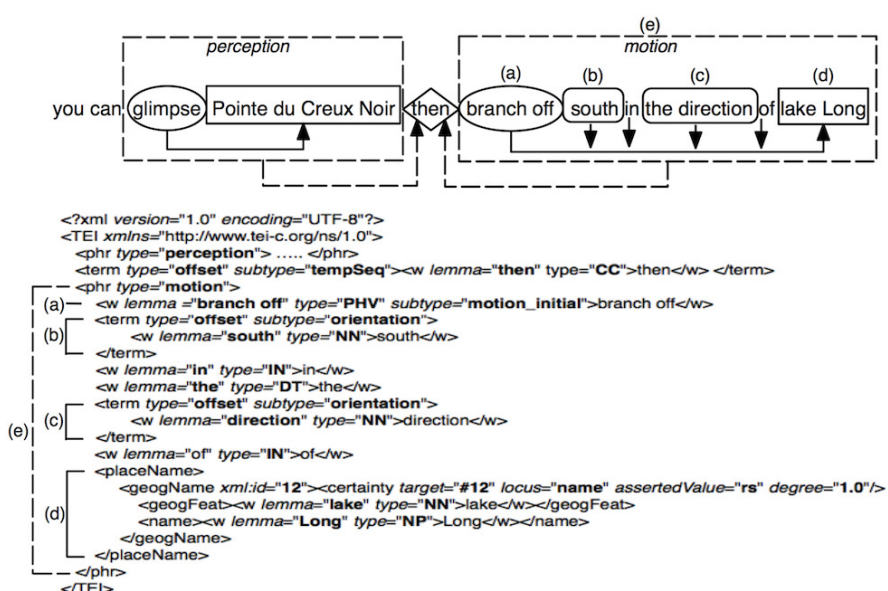 (e)
perception motion
(a) (b) (c) (d)
you can glimpse Pointe du Creux Noir then branch off south in the direction of lake Long
<?xml version="1.0" encoding="UTF-8"?>
<TEI xmlns="http://www.tei-c.org/ns/1.0">
<phr type="perception"> ..... </phr>
<term type="offset" subtype="tempSeq"><w lemma="then" type="CC">then</w> </term>
<phr type="motion">
(a) <w lemma ="branch off" type="PHV" subtype="motion_initial">branch off</w>
<term type="offset" subtype="orientation">
(b) <w lemma="south" type="NN">south</w>
</term>
<w lemma="in" type="IN">in</w>
<w lemma="the" type="DT">the</w>
<term type="offset" subtype="orientation">
(c) <w lemma="direction" type="NN">direction</w>
(e)
</term>
<w lemma="of" type="IN">of</w>
<placeName>
<geogName xml:id="12"><certainty target="#12" locus="name" assertedValue="rs" degree="1.0"/>
<geogFeat><w lemma="lake" type="NN">lake</w></geogFeat>
(d) <name><w lemma="Long" type="NP">Long</w></name>
</geogName>
</placeName>
</phr>
</TEI>